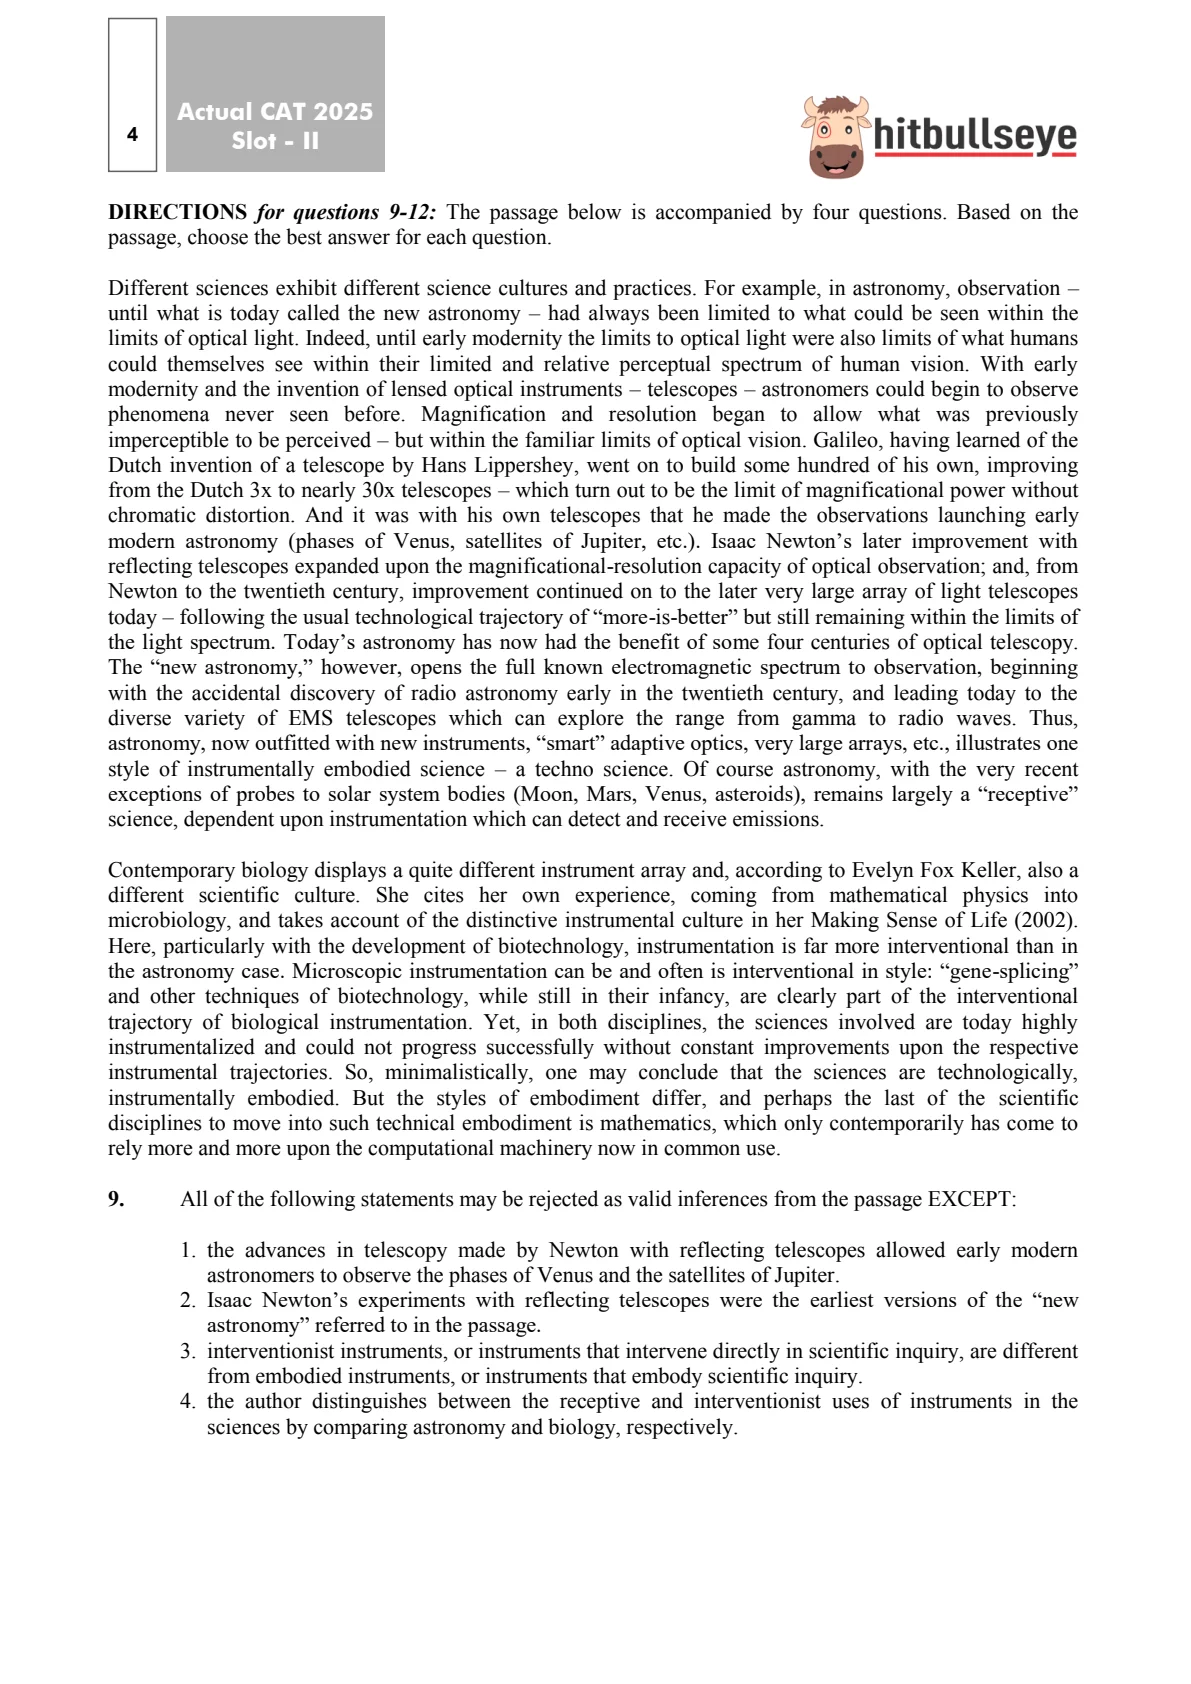 4
Actual CAT 2025
Slot - II
hitbullseye
DIRECTIONS for questions 9-12: The passage below is accompanied by four questions. Based on the
passage, choose the best answer for each question.
Different sciences exhibit different science cultures and practices. For example, in astronomy, observation –
until what is today called the new astronomy – had always been limited to what could be seen within the
limits of optical light. Indeed, until early modernity the limits to optical light were also limits of what humans
could themselves see within their limited and relative perceptual spectrum of human vision. With early
modernity and the invention of lensed optical instruments – telescopes – astronomers could begin to observe
phenomena never seen before. Magnification and resolution began to allow what was previously
imperceptible to be perceived – but within the familiar limits of optical vision. Galileo, having learned of the
Dutch invention of a telescope by Hans Lippershey, went on to build some hundred of his own, improving
from the Dutch 3x to nearly 30x telescopes – which turn out to be the limit of magnificational power without
chromatic distortion. And it was with his own telescopes that he made the observations launching early
modern astronomy (phases of Venus, satellites of Jupiter, etc.). Isaac Newton’s later improvement with
reflecting telescopes expanded upon the magnificational-resolution capacity of optical observation; and, from
Newton to the twentieth century, improvement continued on to the later very large array of light telescopes
today – following the usual technological trajectory of “more-is-better” but still remaining within the limits of
the light spectrum. Today’s astronomy has now had the benefit of some four centuries of optical telescopy.
The “new astronomy,” however, opens the full known electromagnetic spectrum to observation, beginning
with the accidental discovery of radio astronomy early in the twentieth century, and leading today to the
diverse variety of EMS telescopes which can explore the range from gamma to radio waves. Thus,
astronomy, now outfitted with new instruments, “smart” adaptive optics, very large arrays, etc., illustrates one
style of instrumentally embodied science – a techno science. Of course astronomy, with the very recent
exceptions of probes to solar system bodies (Moon, Mars, Venus, asteroids), remains largely a “receptive”
science, dependent upon instrumentation which can detect and receive emissions.
Contemporary biology displays a quite different instrument array and, according to Evelyn Fox Keller, also a
different scientific culture. She cites her own experience, coming from mathematical physics into
microbiology, and takes account of the distinctive instrumental culture in her Making Sense of Life (2002).
Here, particularly with the development of biotechnology, instrumentation is far more interventional than in
the astronomy case. Microscopic instrumentation can be and often is interventional in style: “gene-splicing”
and other techniques of biotechnology, while still in their infancy, are clearly part of the interventional
trajectory of biological instrumentation. Yet, in both disciplines, the sciences involved are today highly
instrumentalized and could not progress successfully without constant improvements upon the respective
instrumental trajectories. So, minimalistically, one may conclude that the sciences are technologically,
instrumentally embodied. But the styles of embodiment differ, and perhaps the last of the scientific
disciplines to move into such technical embodiment is mathematics, which only contemporarily has come to
rely more and more upon the computational machinery now in common use.
9. All of the following statements may be rejected as valid inferences from the passage EXCEPT:
1. the advances in telescopy made by Newton with reflecting telescopes allowed early modern
astronomers to observe the phases of Venus and the satellites of Jupiter.
2. Isaac Newton’s experiments with reflecting telescopes were the earliest versions of the “new
astronomy” referred to in the passage.
3. interventionist instruments, or instruments that intervene directly in scientific inquiry, are different
from embodied instruments, or instruments that embody scientific inquiry.
4. the author distinguishes between the receptive and interventionist uses of instruments in the
sciences by comparing astronomy and biology, respectively.